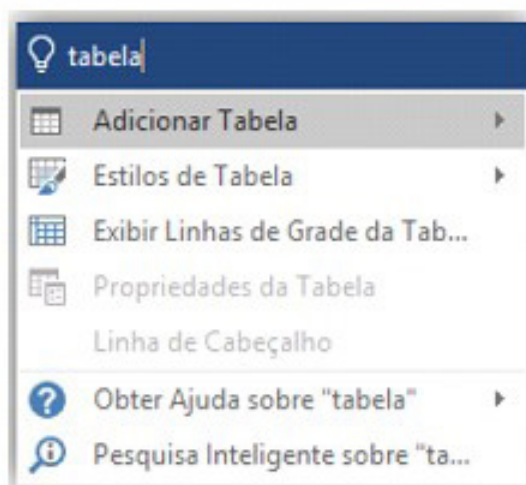 tabela
Adicionar Tabela
Estilos de Tabela
Exibir Linhas de Grade da Tab...
Propriedades da Tabela
Linha de Cabeçalho
Obter Ajuda sobre "tabela"
Pesquisa Inteligente sobre "ta...